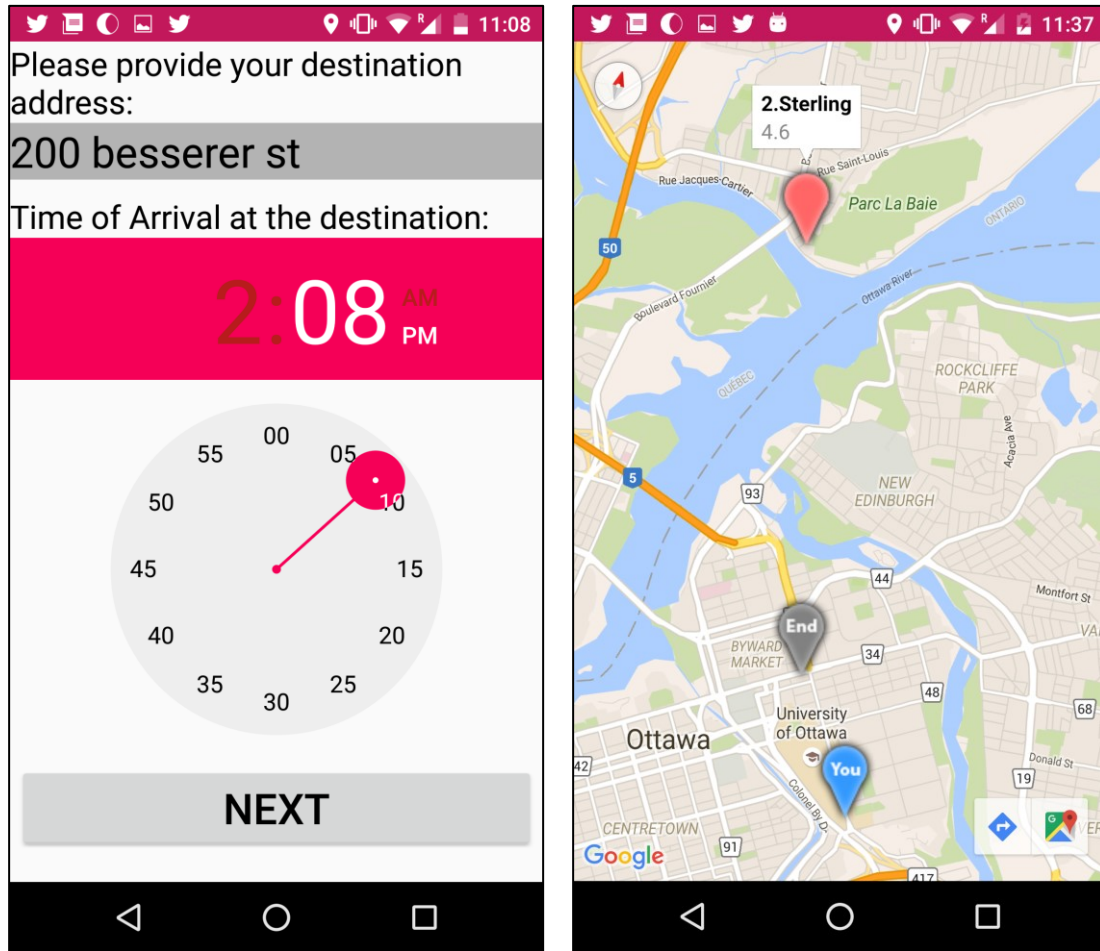 11:08
Please provide your destination
address:
200 besserer st
Time of Arrival at the destination:
2:08
AM
PM
00
55
05
50
10
45
15
40
20
35
25
30
NEXT
11:37
2.Sterling
4.6
Rue Saint-Louis
Rue Jacques-Cartier
Parc La Baie
ONTARIO
50
Ottawa River
Boulevard Fournier
QUÉBEC
ROCKCLIFFE
PARK
Acacia Ave
5
93
NEW
EDINBURGH
44
Montfort St
End
BYWARD
MARKET
34
48
68
University
of Ottawa
Ottawa
You
Donald St
42
19
Colonel By D
CENTRETOWN
91
Google
417